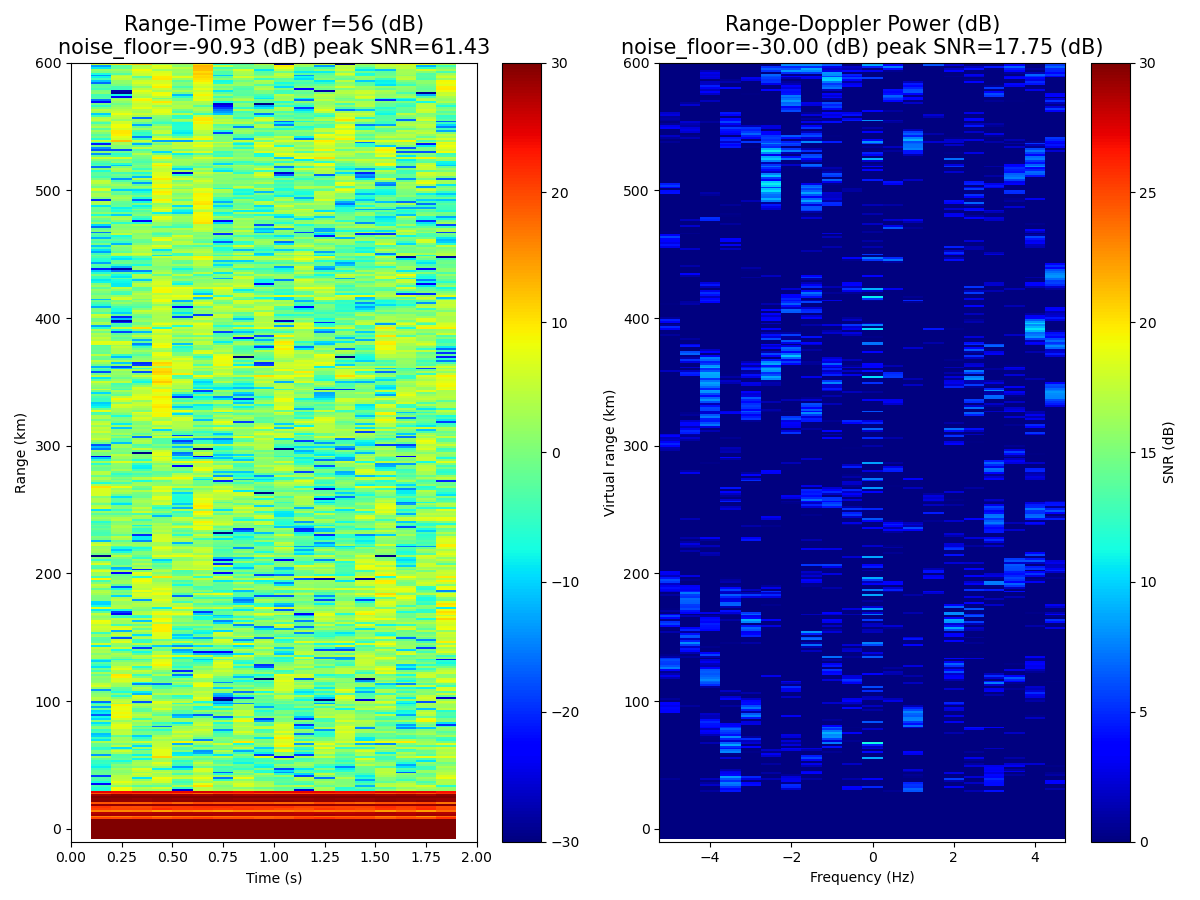 Range-Time Power f=56 (dB)
noise_floor=-90.93 (dB) peak SNR=61.43
Range (km)
600
500
400
300
200
100
0
0.00 0.25 0.50 0.75 1.00 1.25 1.50 1.75 2.00
Time (s)
30
20
10
0
−10
−20
−30
Range-Doppler Power (dB)
noise_floor=-30.00 (dB) peak SNR=17.75 (dB)
Virtual range (km)
600
500
400
300
200
100
0
−4 −2 0 2 4
Frequency (Hz)
30
25
20
15
10
5
0
SNR (dB)